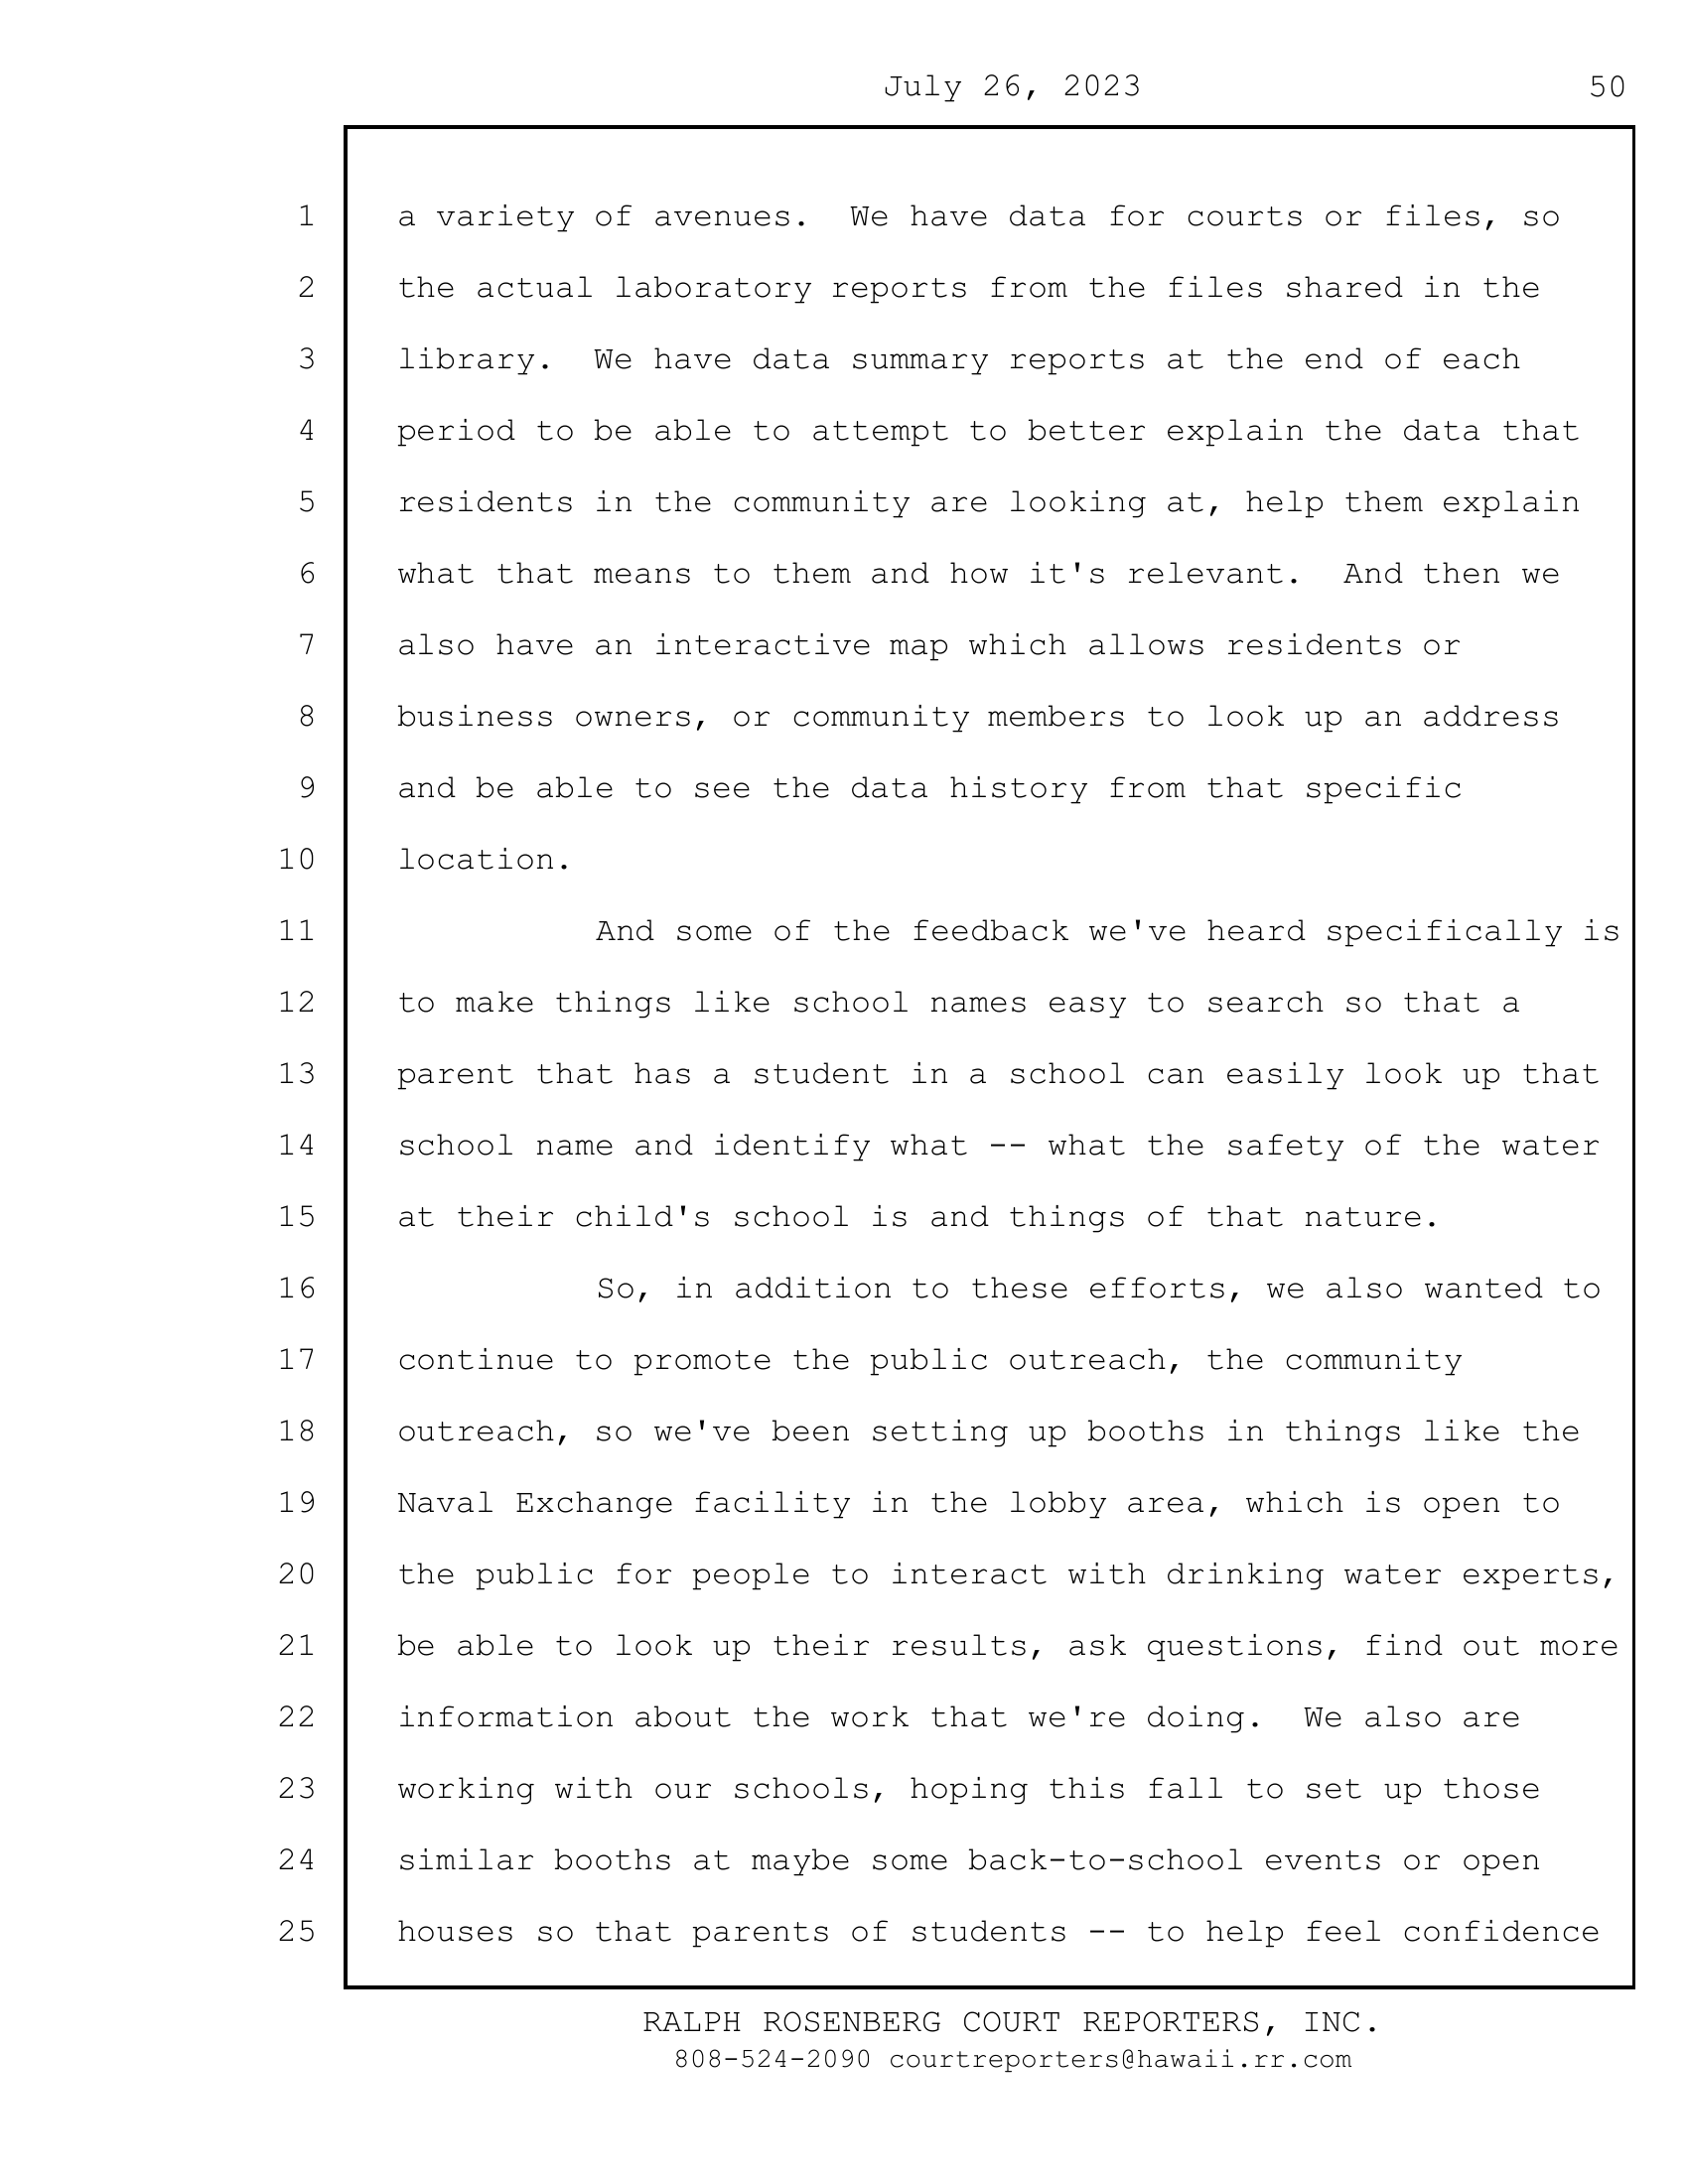 July 26, 2023 50
1 a variety of avenues.  We have data for courts or files, so
2 the actual laboratory reports from the files shared in the
3 library.  We have data summary reports at the end of each
4 period to be able to attempt to better explain the data that
5 residents in the community are looking at, help them explain
6 what that means to them and how it's relevant.  And then we
7 also have an interactive map which allows residents or
8 business owners, or community members to look up an address
9 and be able to see the data history from that specific
10 location.
11 And some of the feedback we've heard specifically is
12 to make things like school names easy to search so that a
13 parent that has a student in a school can easily look up that
14 school name and identify what -- what the safety of the water
15 at their child's school is and things of that nature.
16 So, in addition to these efforts, we also wanted to
17 continue to promote the public outreach, the community
18 outreach, so we've been setting up booths in things like the
19 Naval Exchange facility in the lobby area, which is open to
20 the public for people to interact with drinking water experts,
21 be able to look up their results, ask questions, find out more
22 information about the work that we're doing.  We also are
23 working with our schools, hoping this fall to set up those
24 similar booths at maybe some back-to-school events or open
25 houses so that parents of students -- to help feel confidence
RALPH ROSENBERG COURT REPORTERS, INC.
808-524-2090 courtreporters@hawaii.rr.com